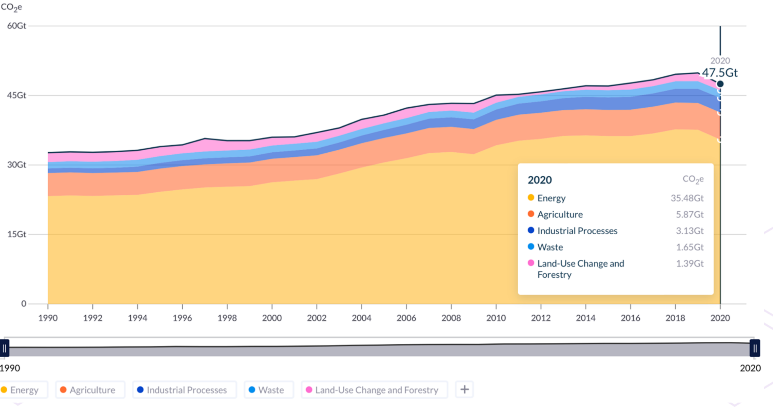 CO2e
60Gt
2020
47.5Gt
45Gt
30Gt
2020 CO2e
Energy 35.48Gt
Agriculture 5.87Gt
Industrial Processes 3.13Gt
Waste 1.65Gt
Land-Use Change and 1.39Gt
Forestry
15Gt
0
1990 1992 1994 1996 1998 2000 2002 2004 2006 2008 2010 2012 2014 2016 2018 2020
1990 2020
Energy Agriculture Industrial Processes Waste Land-Use Change and Forestry +